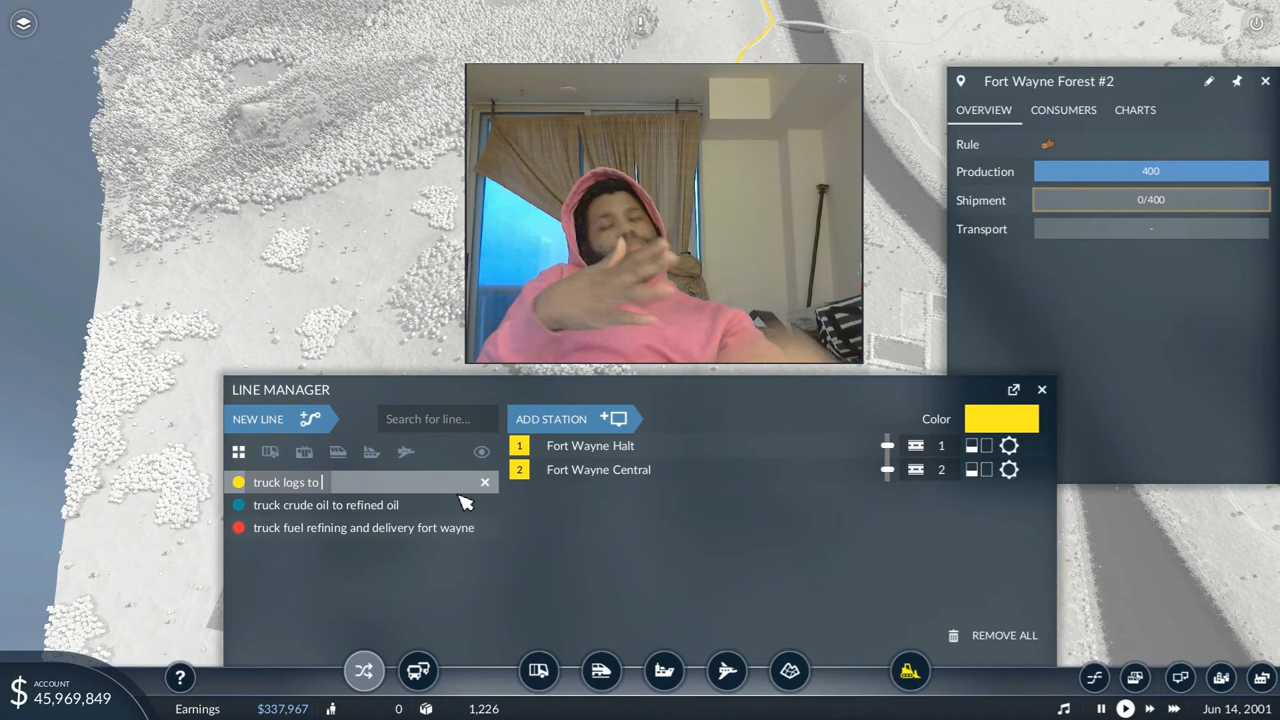 Fort Wayne Forest #2
OVERVIEW CONSUMERS CHARTS
Rule
Production 400
Shipment 0/400
Transport -
LINE MANAGER
NEW LINE Search for line... ADD STATION Color
1 Fort Wayne Halt 1
2 Fort Wayne Central 2
truck logs to
truck crude oil to refined oil
truck fuel refining and delivery fort wayne
REMOVE ALL
?
$ ACCOUNT
45,969,849
Earnings $337,967 0 1,226 Jun 14, 2001